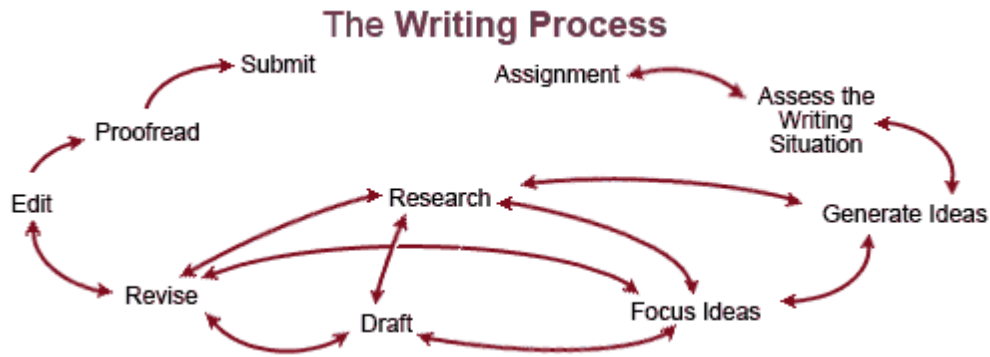 The Writing Process
Submit
Assignment
Assess the
Writing
Situation
Proofread
Research
Edit
Generate Ideas
Revise
Focus Ideas
Draft